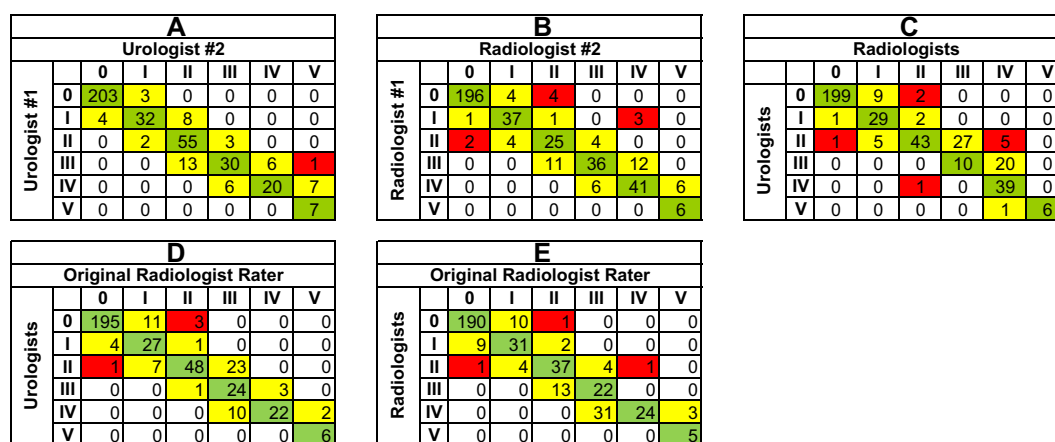 A
Urologist #2
Urologist #1
0 I II III IV V
0 203 3 0 0 0 0
I 4 32 8 0 0 0
II 0 2 55 3 0 0
III 0 0 13 30 6 1
IV 0 0 0 6 20 7
V 0 0 0 0 0 7
B
Radiologist #2
Radiologist #1
0 I II III IV V
0 196 4 4 0 0 0
I 1 37 1 0 3 0
II 2 4 25 4 0 0
III 0 0 11 36 12 0
IV 0 0 0 6 41 6
V 0 0 0 0 0 6
C
Radiologists
Urologists
0 I II III IV V
0 199 9 2 0 0 0
I 1 29 2 0 0 0
II 1 5 43 27 5 0
III 0 0 0 10 20 0
IV 0 0 1 0 39 0
V 0 0 0 0 1 6
D
Original Radiologist Rater
Urologists
0 I II III IV V
0 195 11 3 0 0 0
I 4 27 1 0 0 0
II 1 7 48 23 0 0
III 0 0 1 24 3 0
IV 0 0 0 10 22 2
V 0 0 0 0 0 6
E
Original Radiologist Rater
Radiologists
0 I II III IV V
0 190 10 1 0 0 0
I 9 31 2 0 0 0
II 1 4 37 4 1 0
III 0 0 13 22 0 0
IV 0 0 0 31 24 3
V 0 0 0 0 0 5